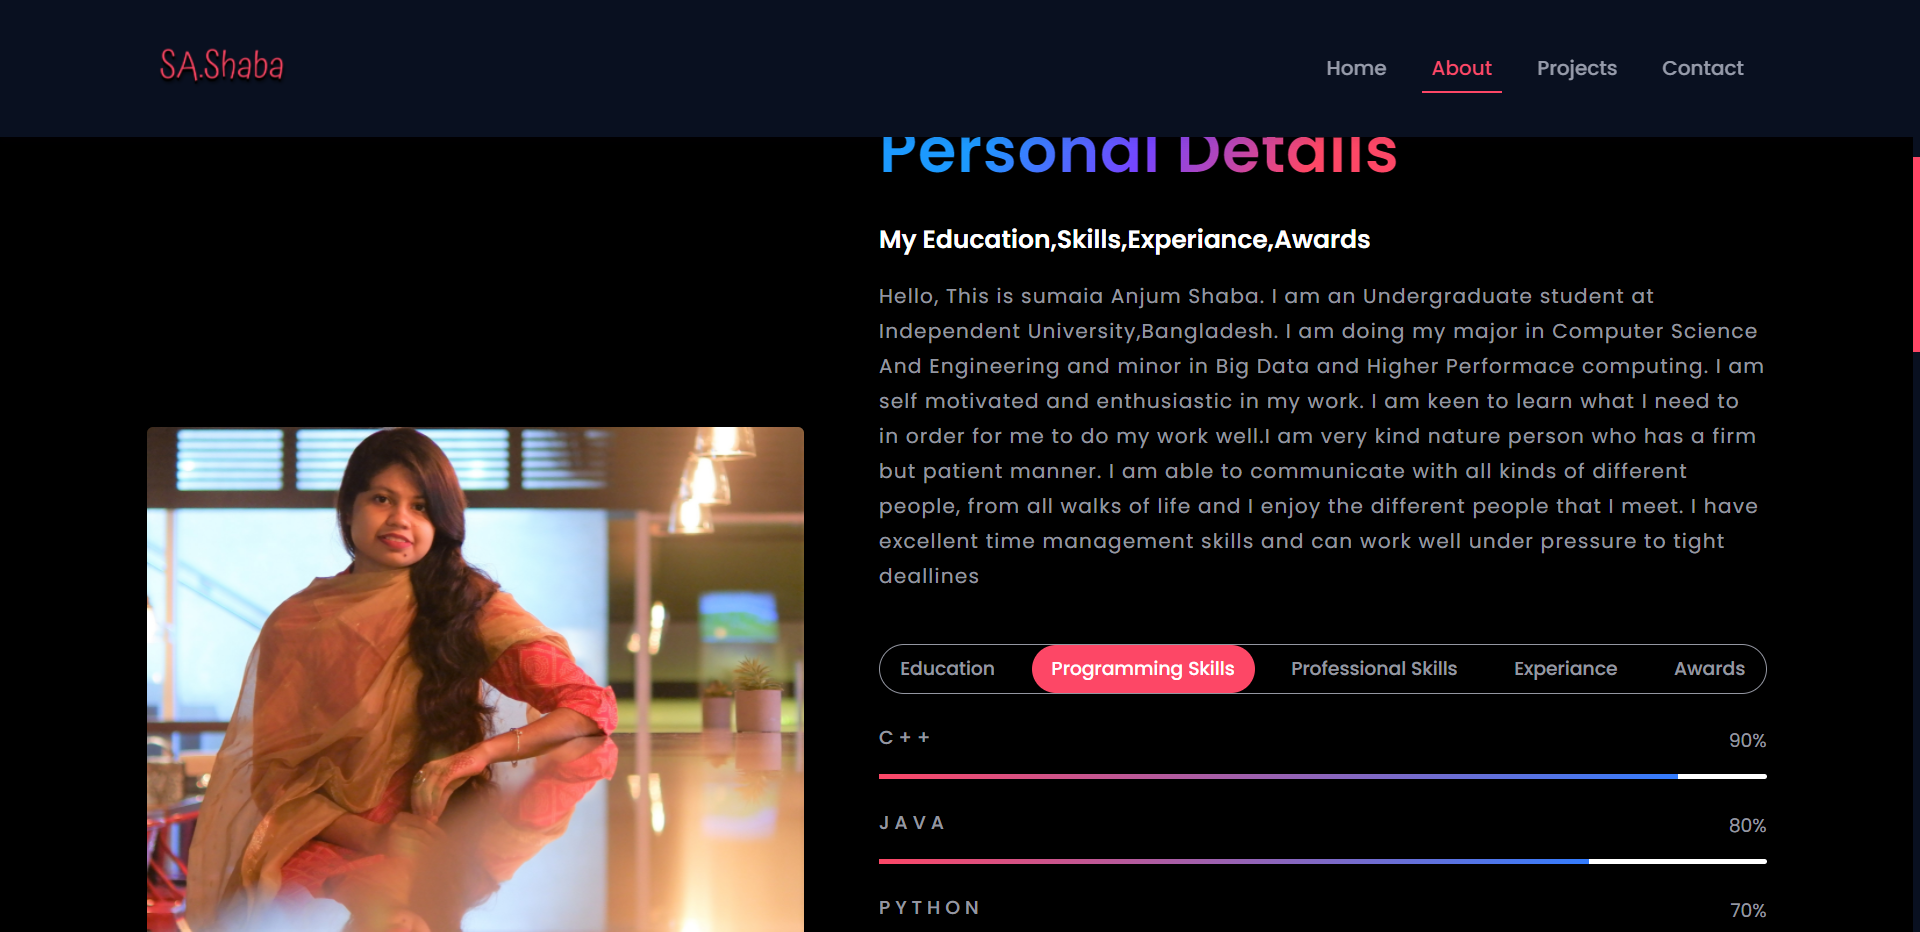 SA.Shaba
Home About Projects Contact
Personal Details
My Education,Skills,Experiance,Awards
Hello, This is sumaia Anjum Shaba. I am an Undergraduate student at
Independent University,Bangladesh. I am doing my major in Computer Science
And Engineering and minor in Big Data and Higher Performace computing. I am
self motivated and enthusiastic in my work. I am keen to learn what I need to
in order for me to do my work well.I am very kind nature person who has a firm
but patient manner. I am able to communicate with all kinds of different
people, from all walks of life and I enjoy the different people that I meet. I have
excellent time management skills and can work well under pressure to tight
deallines
Education Programming Skills Professional Skills Experiance Awards
C++ 90%
JAVA 80%
PYTHON 70%